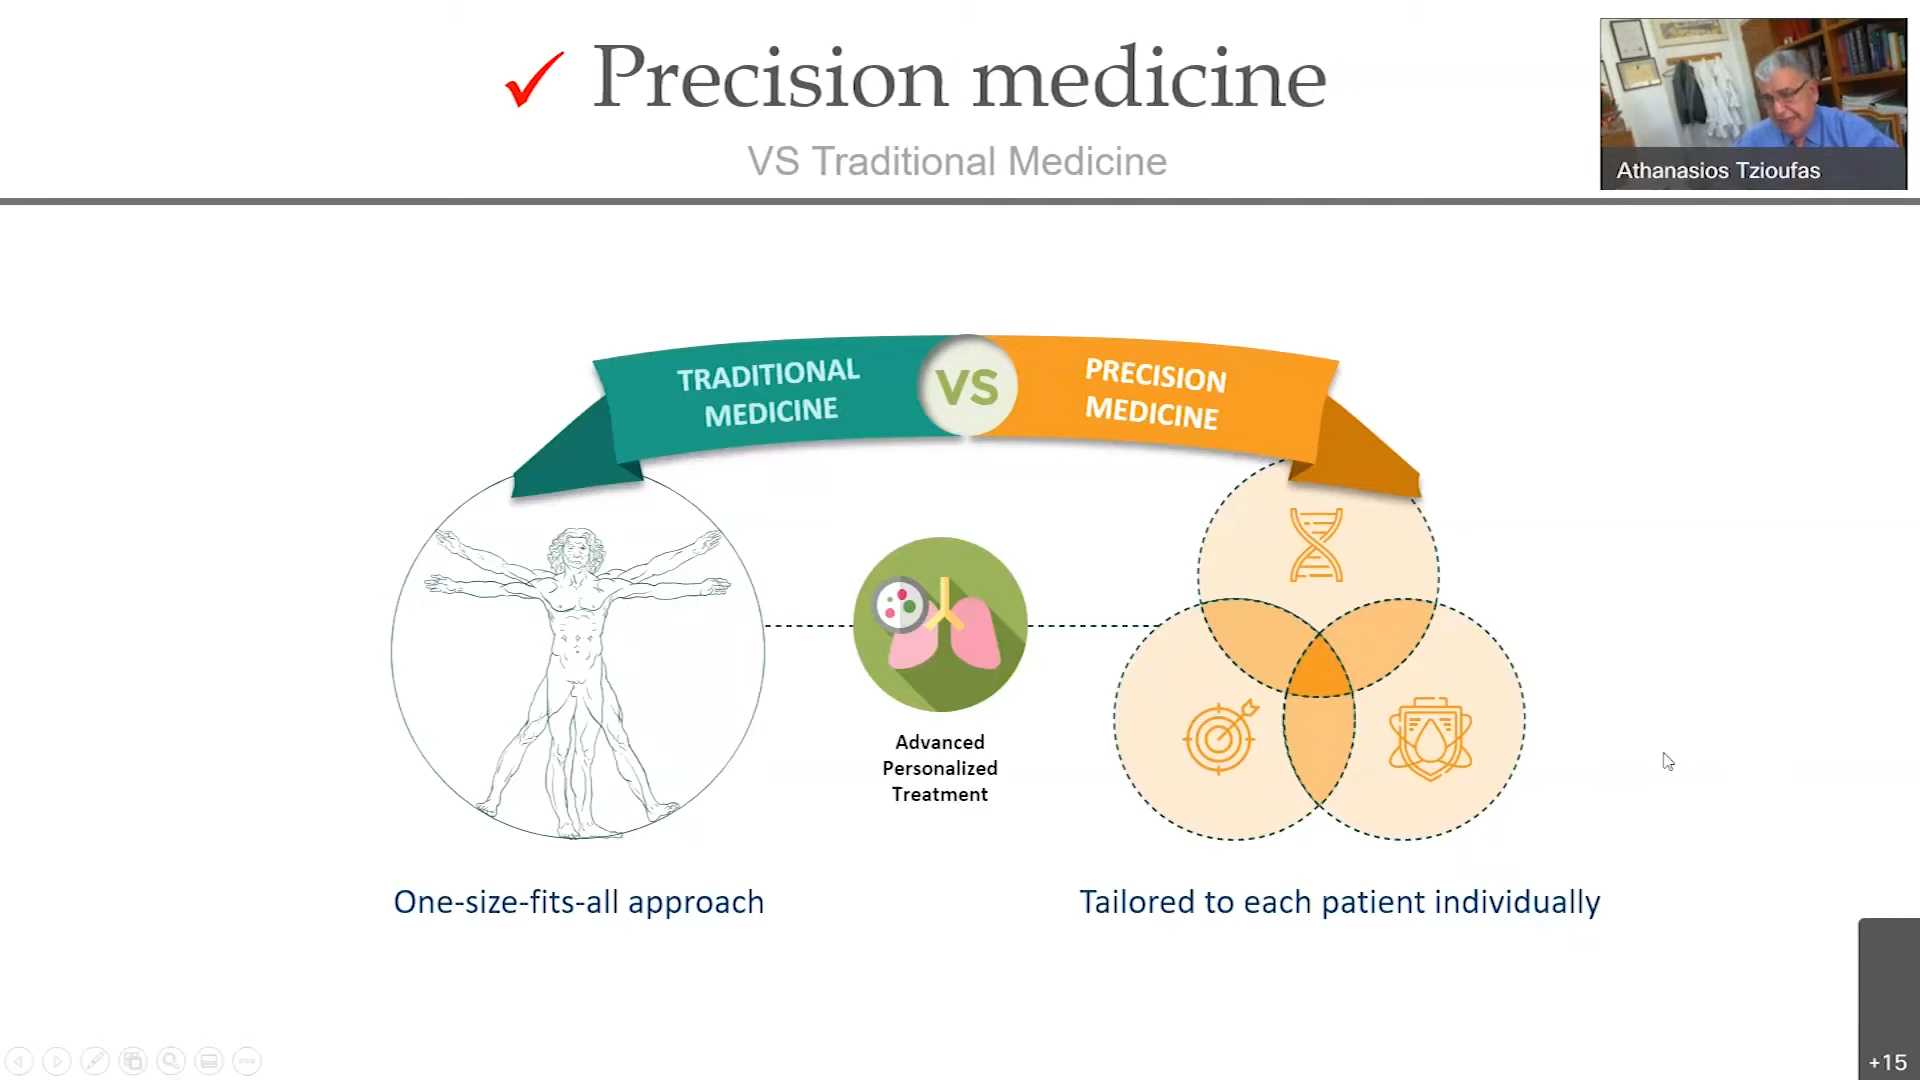 ✓ Precision medicine
VS Traditional Medicine
Athanasios Tzioufas
TRADITIONAL
MEDICINE
VS
PRECISION
MEDICINE
Advanced
Personalized
Treatment
One-size-fits-all approach
Tailored to each patient individually
+15